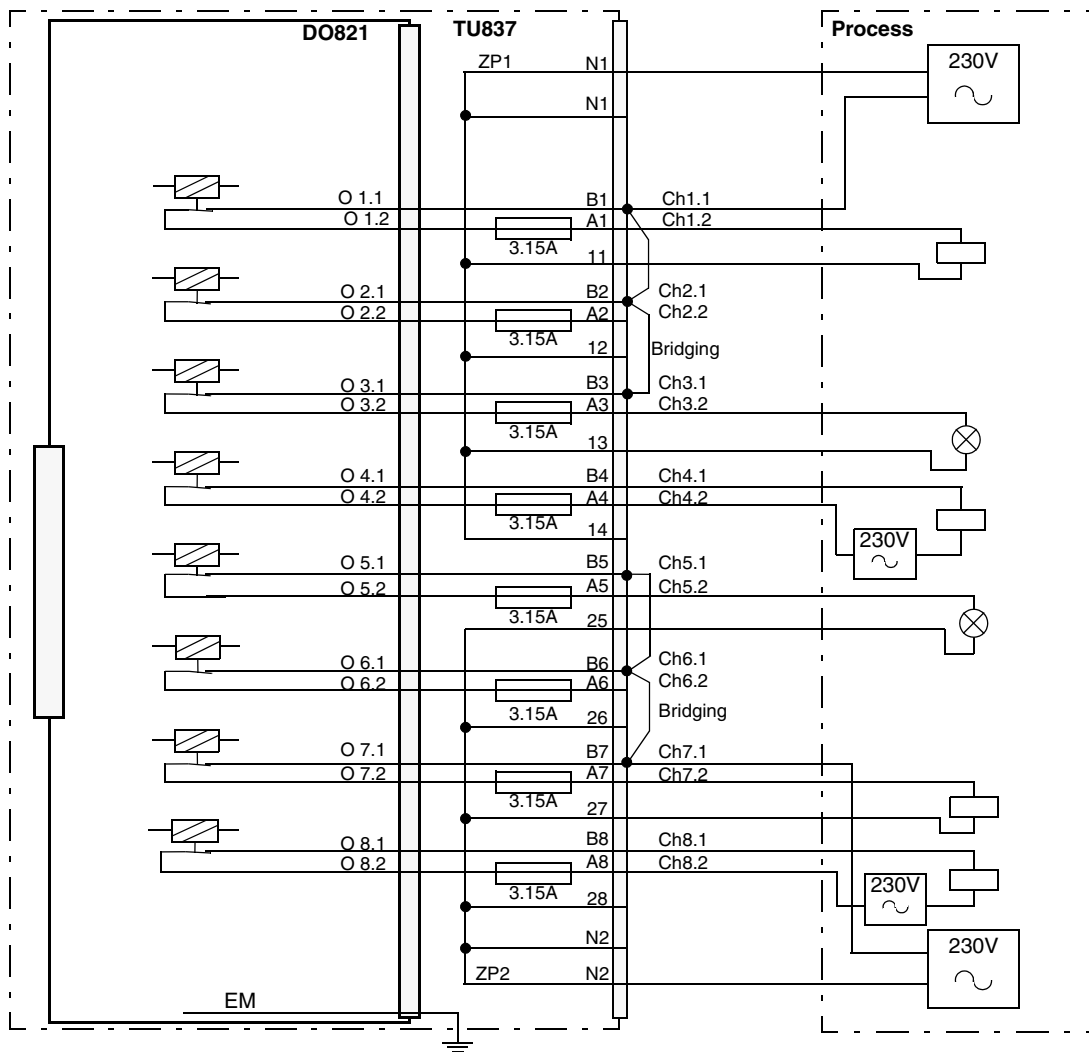 DO821 TU837 Process
ZP1 N1 230V
N1
O 1.1 B1 Ch1.1
O 1.2 A1 Ch1.2
3.15A 11
O 2.1 B2 Ch2.1
O 2.2 A2 Ch2.2
3.15A 12 Bridging
O 3.1 B3 Ch3.1
O 3.2 A3 Ch3.2
3.15A 13
O 4.1 B4 Ch4.1
O 4.2 A4 Ch4.2
3.15A 14 230V
O 5.1 B5 Ch5.1
O 5.2 A5 Ch5.2
3.15A 25
O 6.1 B6 Ch6.1
O 6.2 A6 Ch6.2
3.15A 26 Bridging
O 7.1 B7 Ch7.1
O 7.2 A7 Ch7.2
3.15A 27
O 8.1 B8 Ch8.1
O 8.2 A8 Ch8.2
3.15A 28 230V
N2 230V
ZP2 N2
EM